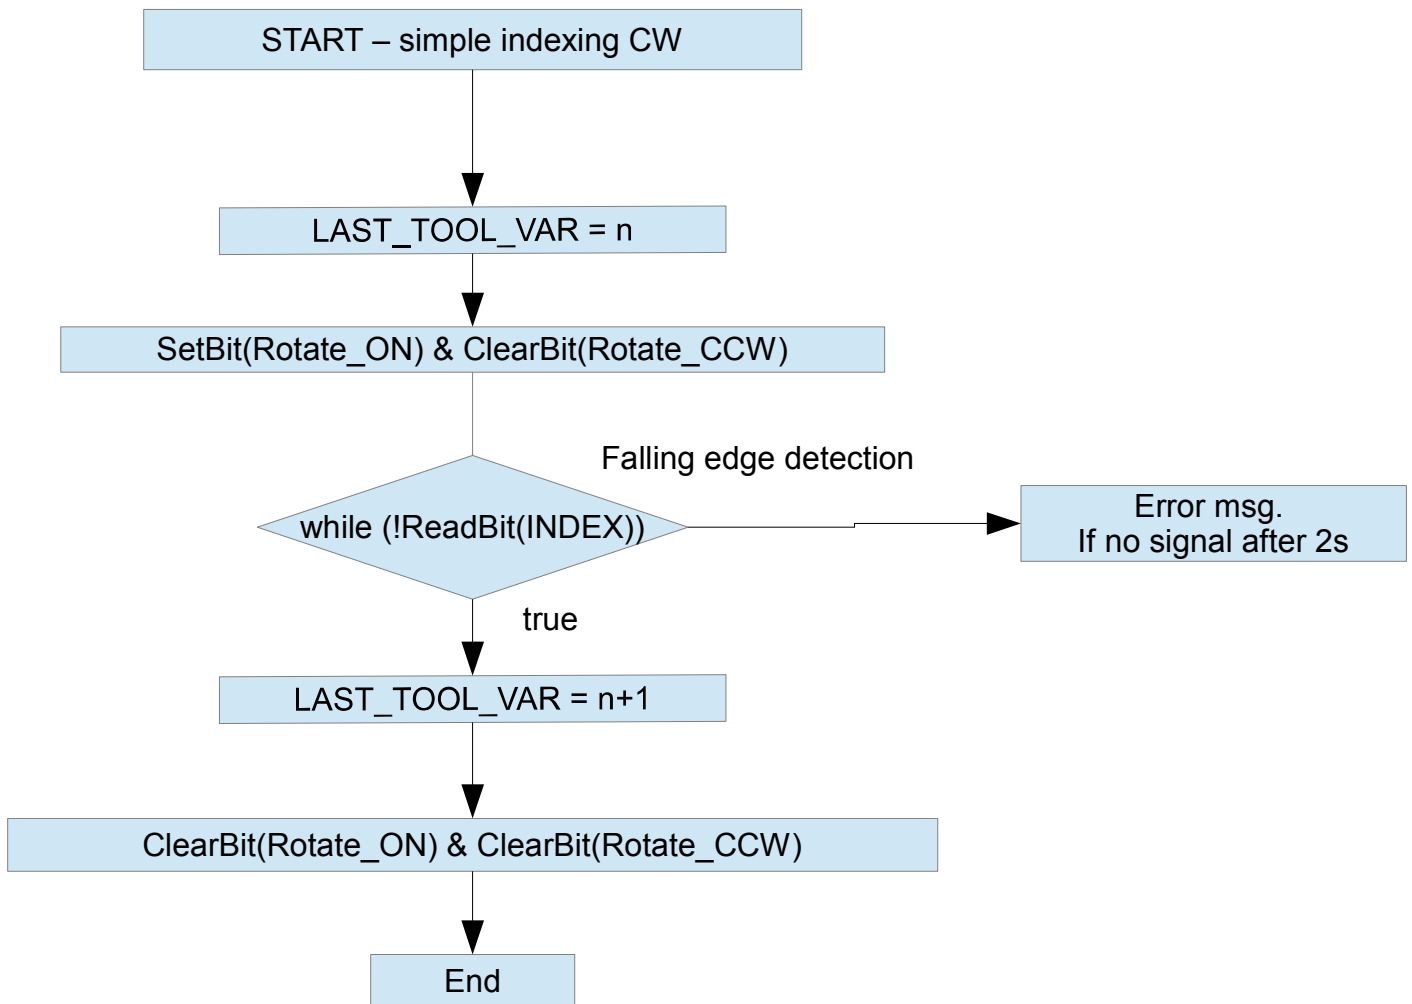 START – simple indexing CW
LAST_TOOL_VAR = n
SetBit(Rotate_ON) & ClearBit(Rotate_CCW)
Falling edge detection
while (!ReadBit(INDEX))
Error msg.
If no signal after 2s
true
LAST_TOOL_VAR = n+1
ClearBit(Rotate_ON) & ClearBit(Rotate_CCW)
End